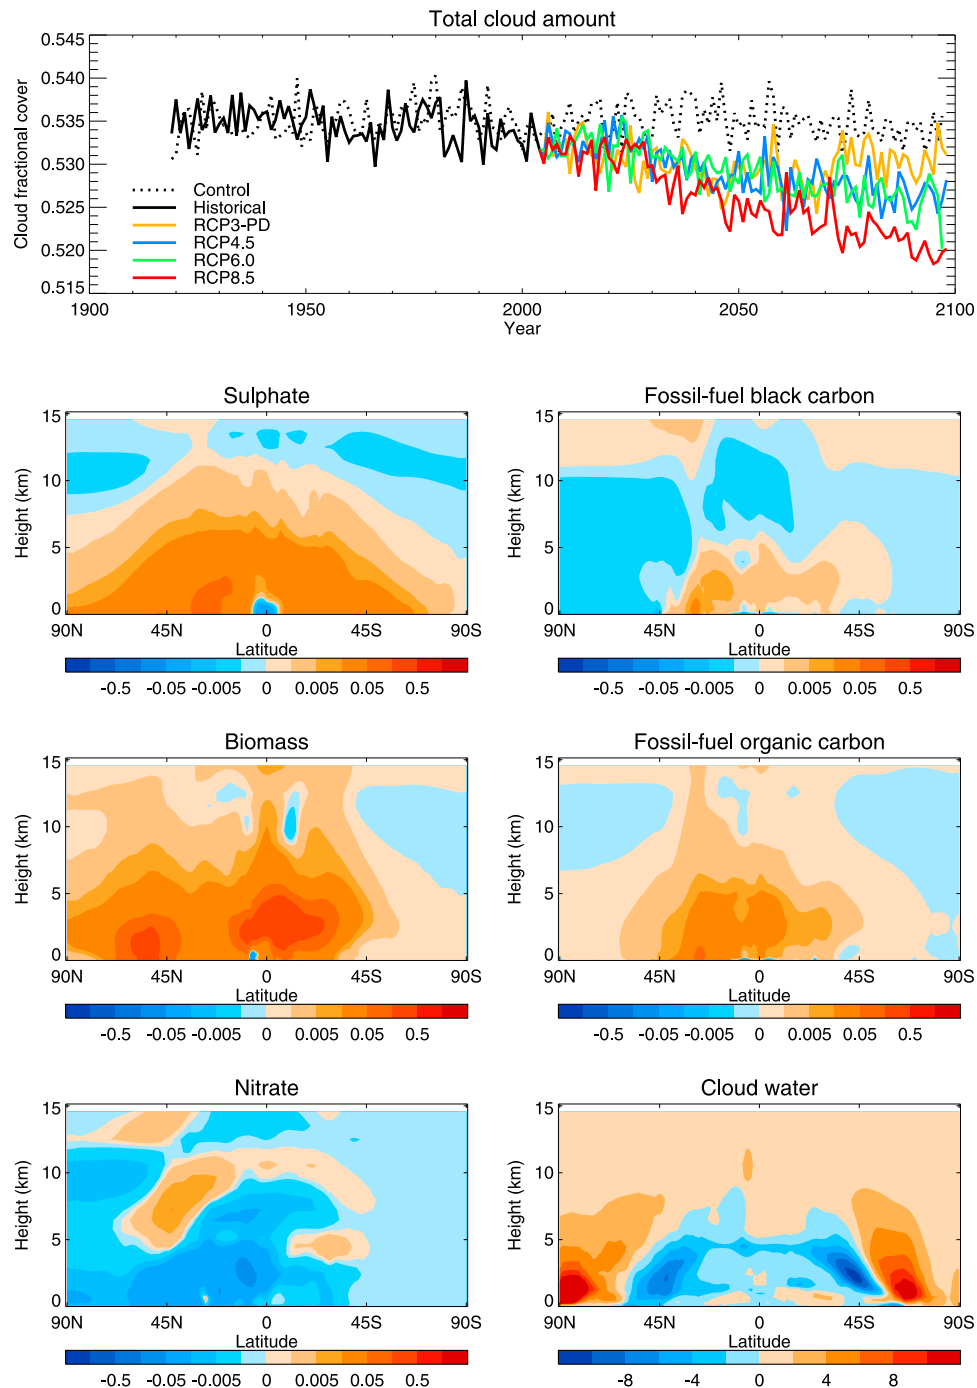 Total cloud amount
0.545
0.540
0.535
0.530
0.525
0.520
0.515
Cloud fractional cover
Control
Historical
RCP3-PD
RCP4.5
RCP6.0
RCP8.5
1900 1950 2000 2050 2100
Year
Sulphate
15
10
5
0
Height (km)
90N 45N 0 45S 90S
Latitude
-0.5 -0.05 -0.005 0 0.005 0.05 0.5
Fossil-fuel black carbon
15
10
5
0
Height (km)
90N 45N 0 45S 90S
Latitude
-0.5 -0.05 -0.005 0 0.005 0.05 0.5
Biomass
15
10
5
0
Height (km)
90N 45N 0 45S 90S
Latitude
-0.5 -0.05 -0.005 0 0.005 0.05 0.5
Fossil-fuel organic carbon
15
10
5
0
Height (km)
90N 45N 0 45S 90S
Latitude
-0.5 -0.05 -0.005 0 0.005 0.05 0.5
Nitrate
15
10
5
0
Height (km)
90N 45N 0 45S 90S
Latitude
-0.5 -0.05 -0.005 0 0.005 0.05 0.5
Cloud water
15
10
5
0
Height (km)
90N 45N 0 45S 90S
Latitude
-8 -4 0 4 8